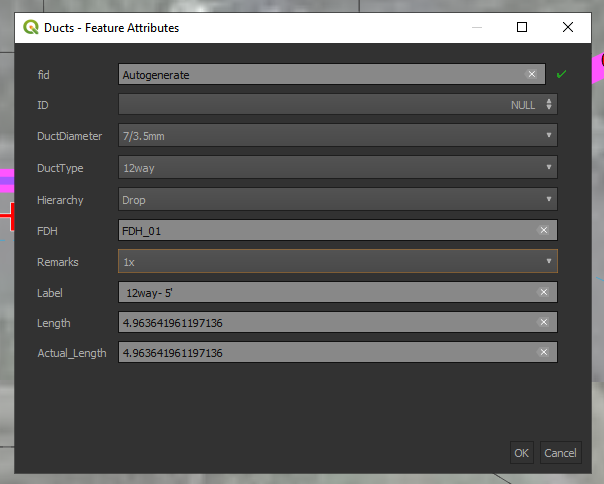 Ducts - Feature Attributes
fid Autogenerate
ID NULL
DuctDiameter 7/3.5mm
DuctType 12way
Hierarchy Drop
FDH FDH_01
Remarks 1x
Label 12way- 5'
Length 4.963641961197136
Actual_Length 4.963641961197136
OK Cancel